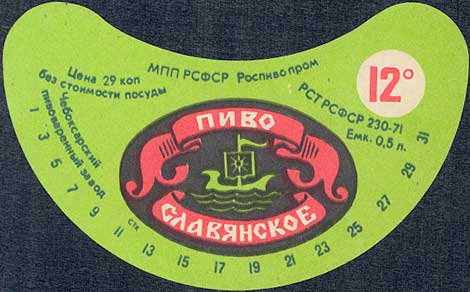 Цена 29 коп
без стоимости посуды
МПП РСФСР Роспивопром
12°
РСТ РСФСР 230-71
Емк. 0,5 л.
Чебоксарский
пивоваренный завод
ПИВО
СЛАВЯНСКОЕ
1 3 5 7 9 11 СТК 13 15 17 19 21 23 25 27 29 31